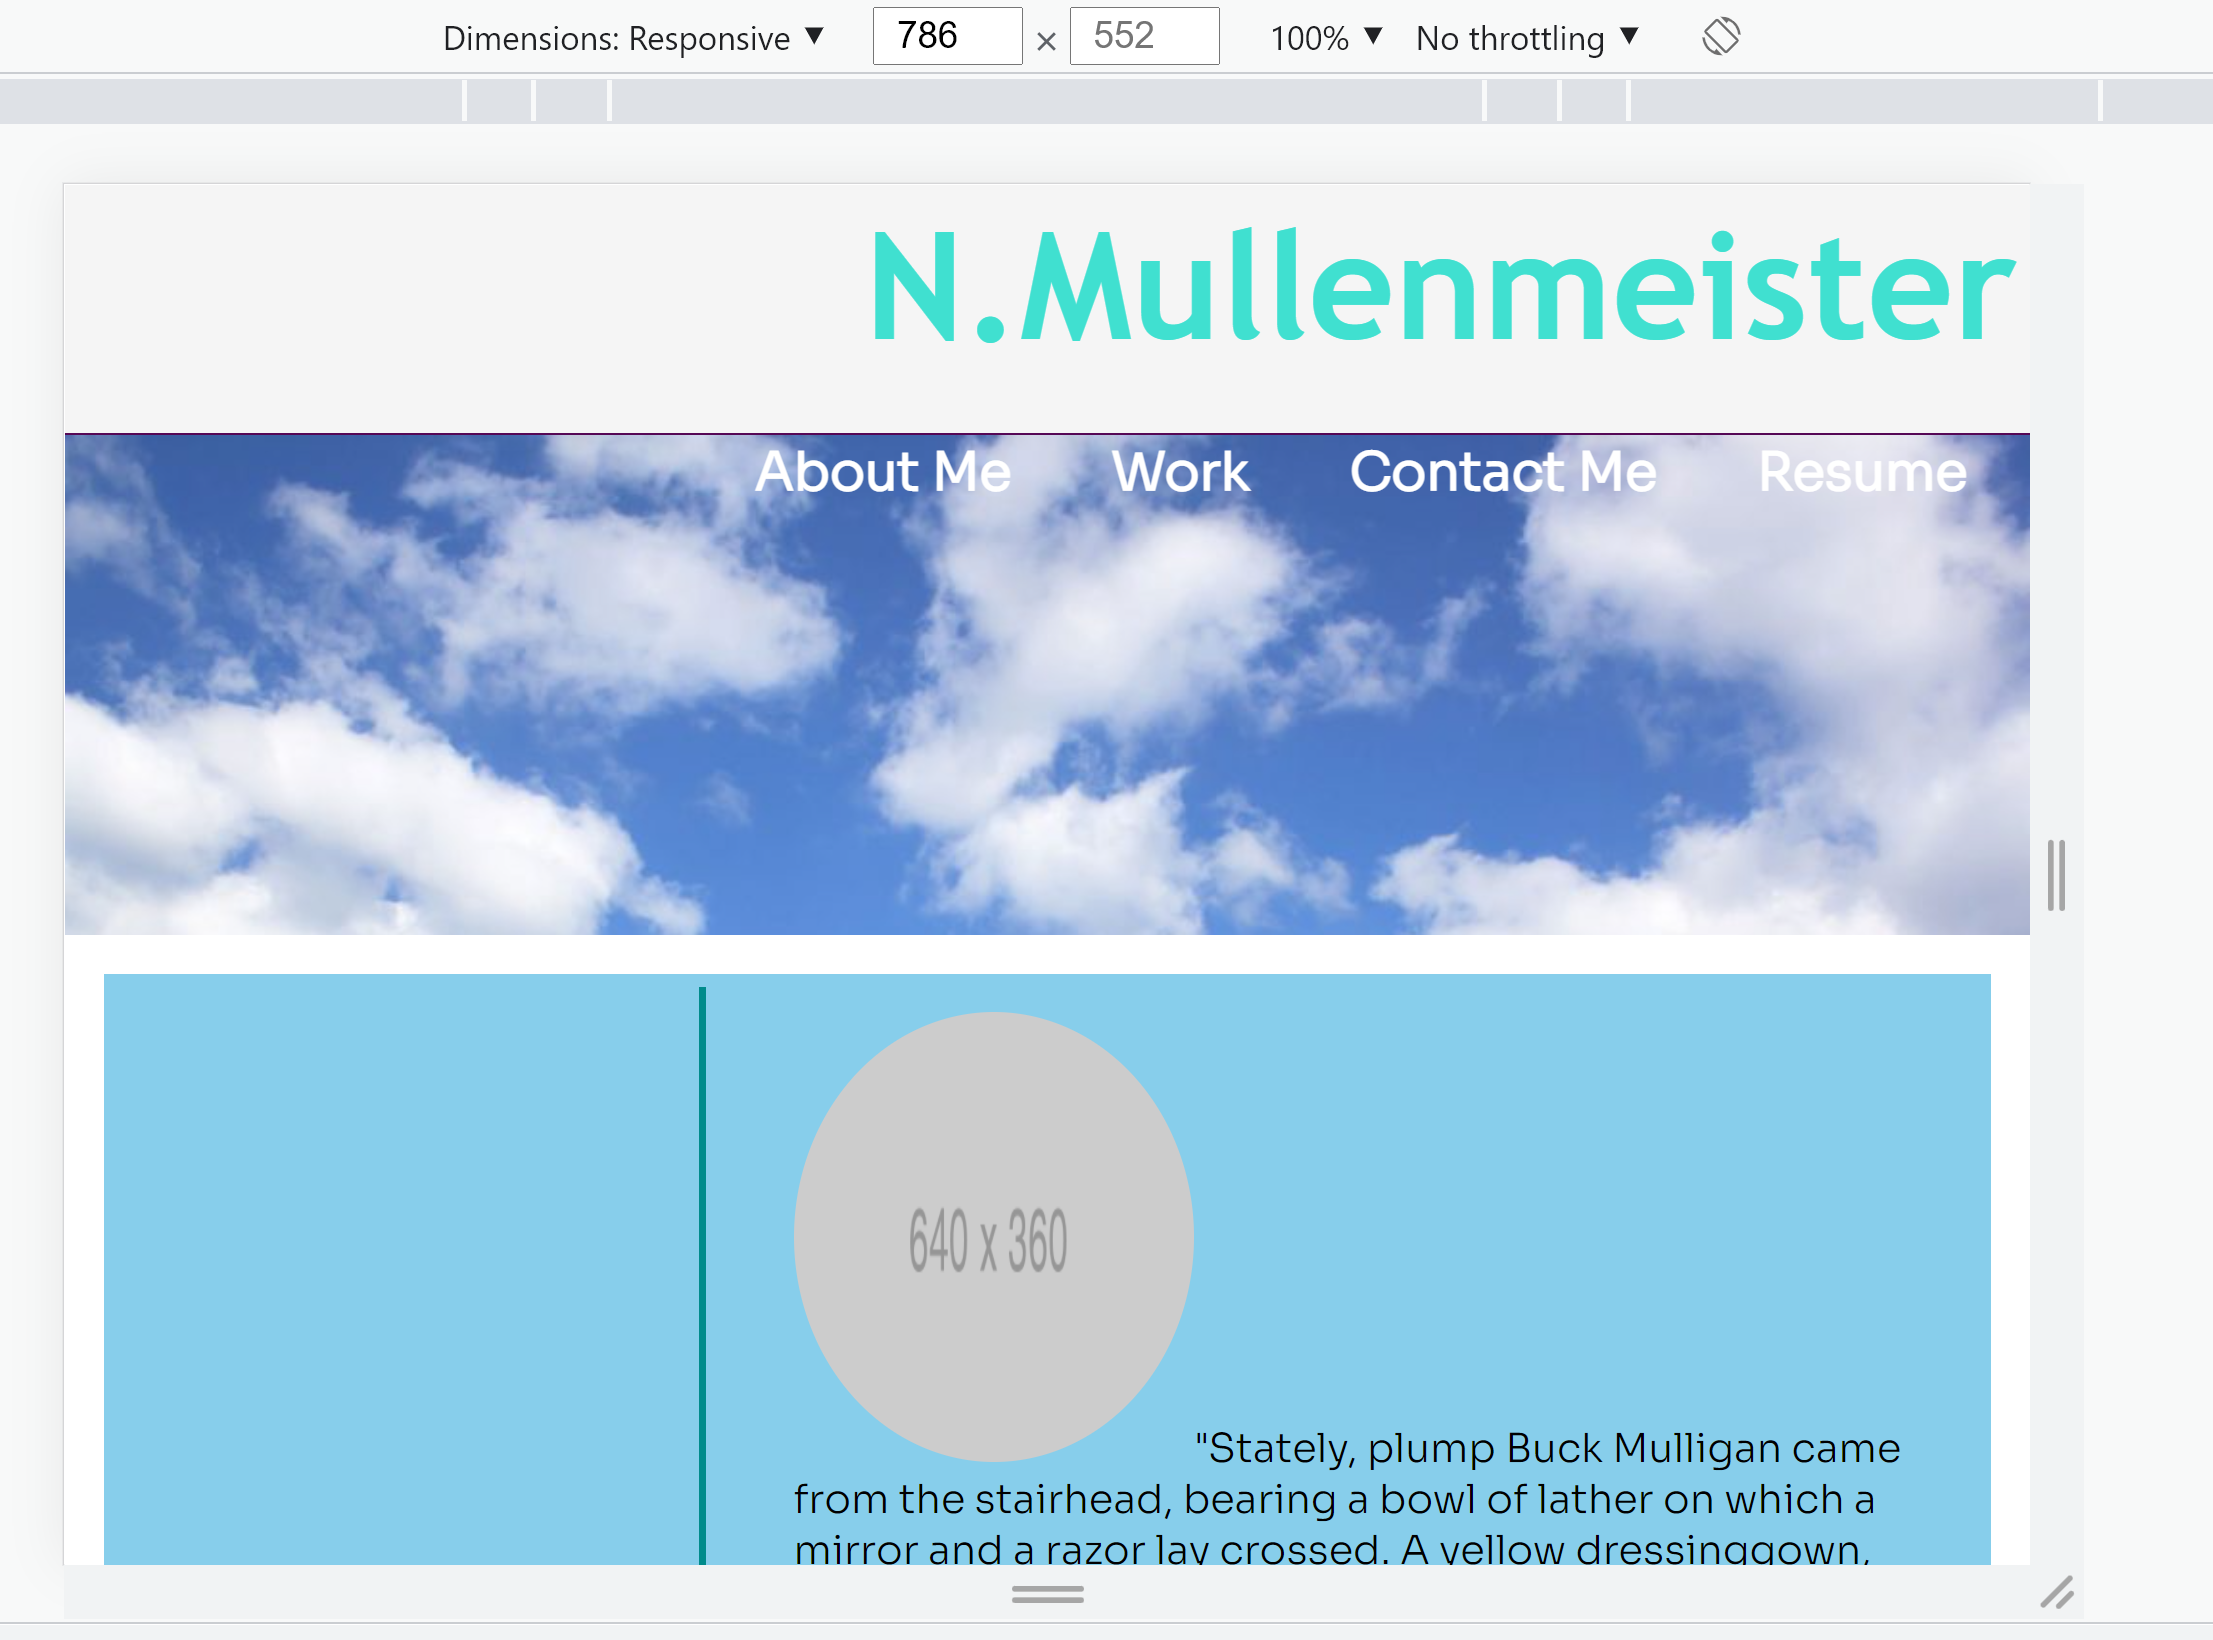 Dimensions: Responsive ▼ 786 × 552 100% ▼ No throttling ▼
N.Mullenmeister
About Me Work Contact Me Resume
640 x 360
"Stately, plump Buck Mulligan came
from the stairhead, bearing a bowl of lather on which a
mirror and a razor lay crossed. A yellow dressinggown,